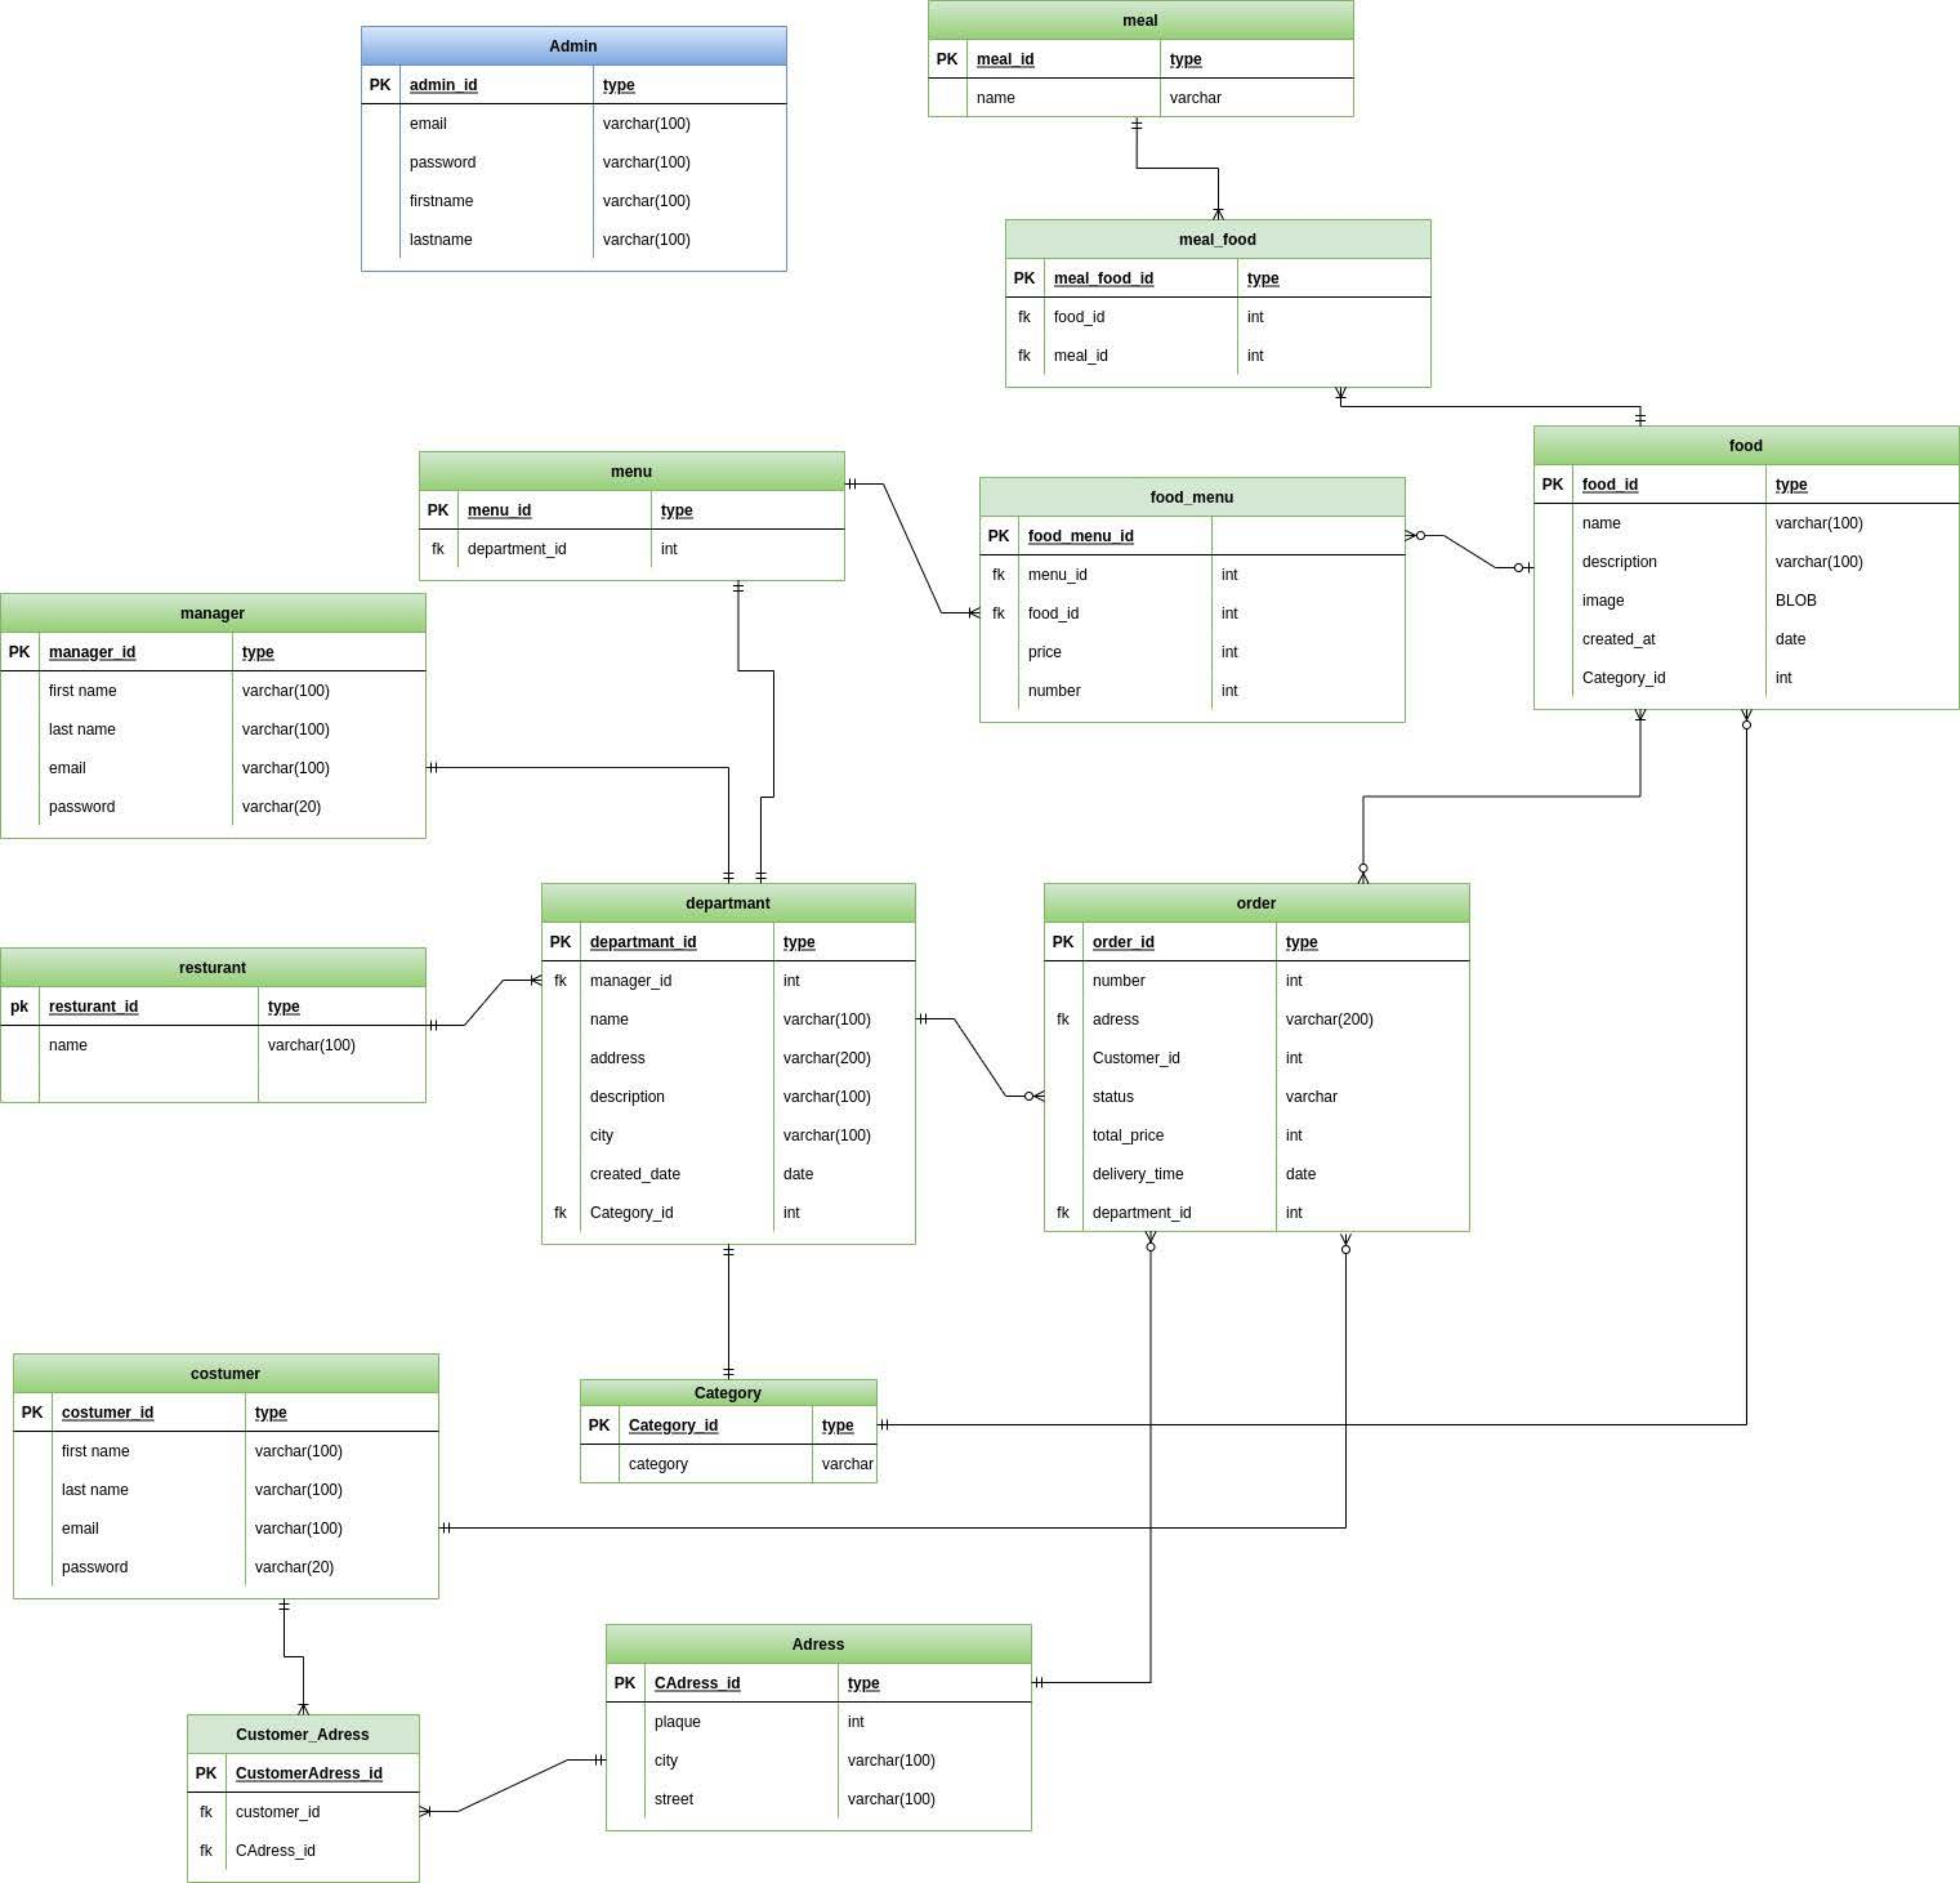 Admin
PK admin_id type
email varchar(100)
password varchar(100)
firstname varchar(100)
lastname varchar(100)
meal
PK meal_id type
name varchar
meal_food
PK meal_food_id type
fk food_id int
fk meal_id int
menu
PK menu_id type
fk department_id int
food_menu
PK food_menu_id
fk menu_id int
fk food_id int
price int
number int
food
PK food_id type
name varchar(100)
description varchar(100)
image BLOB
created_at date
Category_id int
manager
PK manager_id type
first name varchar(100)
last name varchar(100)
email varchar(100)
password varchar(20)
resturant
pk resturant_id type
name varchar(100)
departmant
PK departmant_id type
fk manager_id int
name varchar(100)
address varchar(200)
description varchar(100)
city varchar(100)
created_date date
fk Category_id int
order
PK order_id type
number int
fk adress varchar(200)
Customer_id int
status varchar
total_price int
delivery_time date
fk department_id int
costumer
PK costumer_id type
first name varchar(100)
last name varchar(100)
email varchar(100)
password varchar(20)
Category
PK Category_id type
category varchar
Adress
PK CAdress_id type
plaque int
city varchar(100)
street varchar(100)
Customer_Adress
PK CustomerAdress_id
fk customer_id
fk CAdress_id